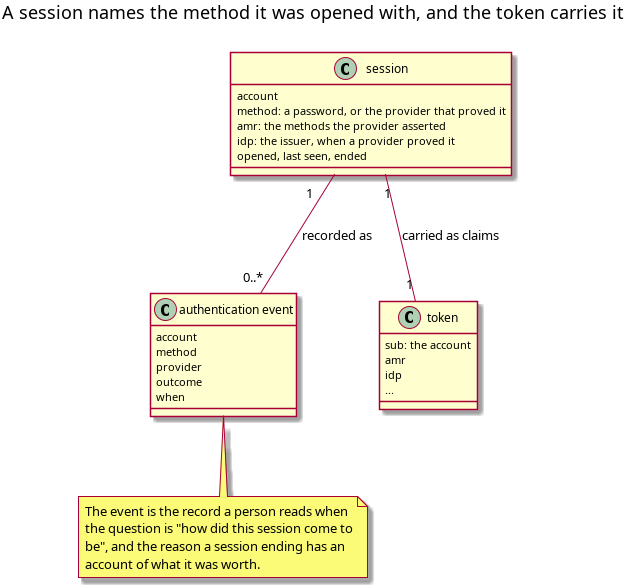 A session names the method it was opened with, and the token carries it
C session
account
method: a password, or the provider that proved it
amr: the methods the provider asserted
idp: the issuer, when a provider proved it
opened, last seen, ended
1
1
recorded as
carried as claims
0..*
1
C authentication event
account
method
provider
outcome
when
C token
sub: the account
amr
idp
...
The event is the record a person reads when
the question is "how did this session come to
be", and the reason a session ending has an
account of what it was worth.